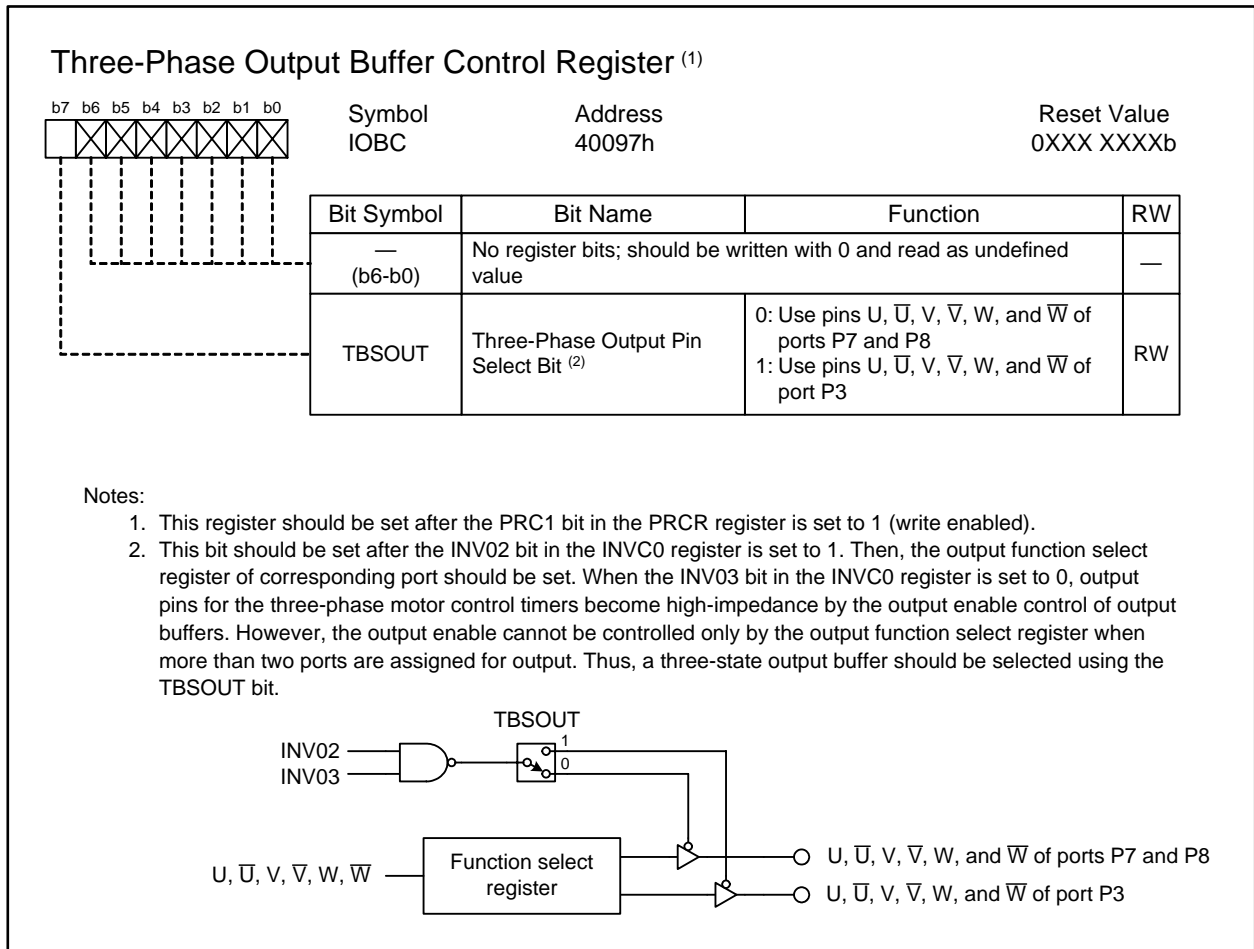 Three-Phase Output Buffer Control Register (1)
b7 b6 b5 b4 b3 b2 b1 b0
Symbol Address Reset Value
IOBC 40097h 0XXX XXXXb
Bit Symbol Bit Name Function RW
—
(b6-b0)
No register bits; should be written with 0 and read as undefined
value
—
TBSOUT
Three-Phase Output Pin
Select Bit (2)
0: Use pins U, U̅, V, V̅, W, and W̅ of
ports P7 and P8
1: Use pins U, U̅, V, V̅, W, and W̅ of
port P3
RW
Notes:
1. This register should be set after the PRC1 bit in the PRCR register is set to 1 (write enabled).
2. This bit should be set after the INV02 bit in the INVC0 register is set to 1. Then, the output function select
register of corresponding port should be set. When the INV03 bit in the INVC0 register is set to 0, output
pins for the three-phase motor control timers become high-impedance by the output enable control of output
buffers. However, the output enable cannot be controlled only by the output function select register when
more than two ports are assigned for output. Thus, a three-state output buffer should be selected using the
TBSOUT bit.
TBSOUT
INV02
INV03
1
0
U, U̅, V, V̅, W, W̅
Function select
register
U, U̅, V, V̅, W, and W̅ of ports P7 and P8
U, U̅, V, V̅, W, and W̅ of port P3